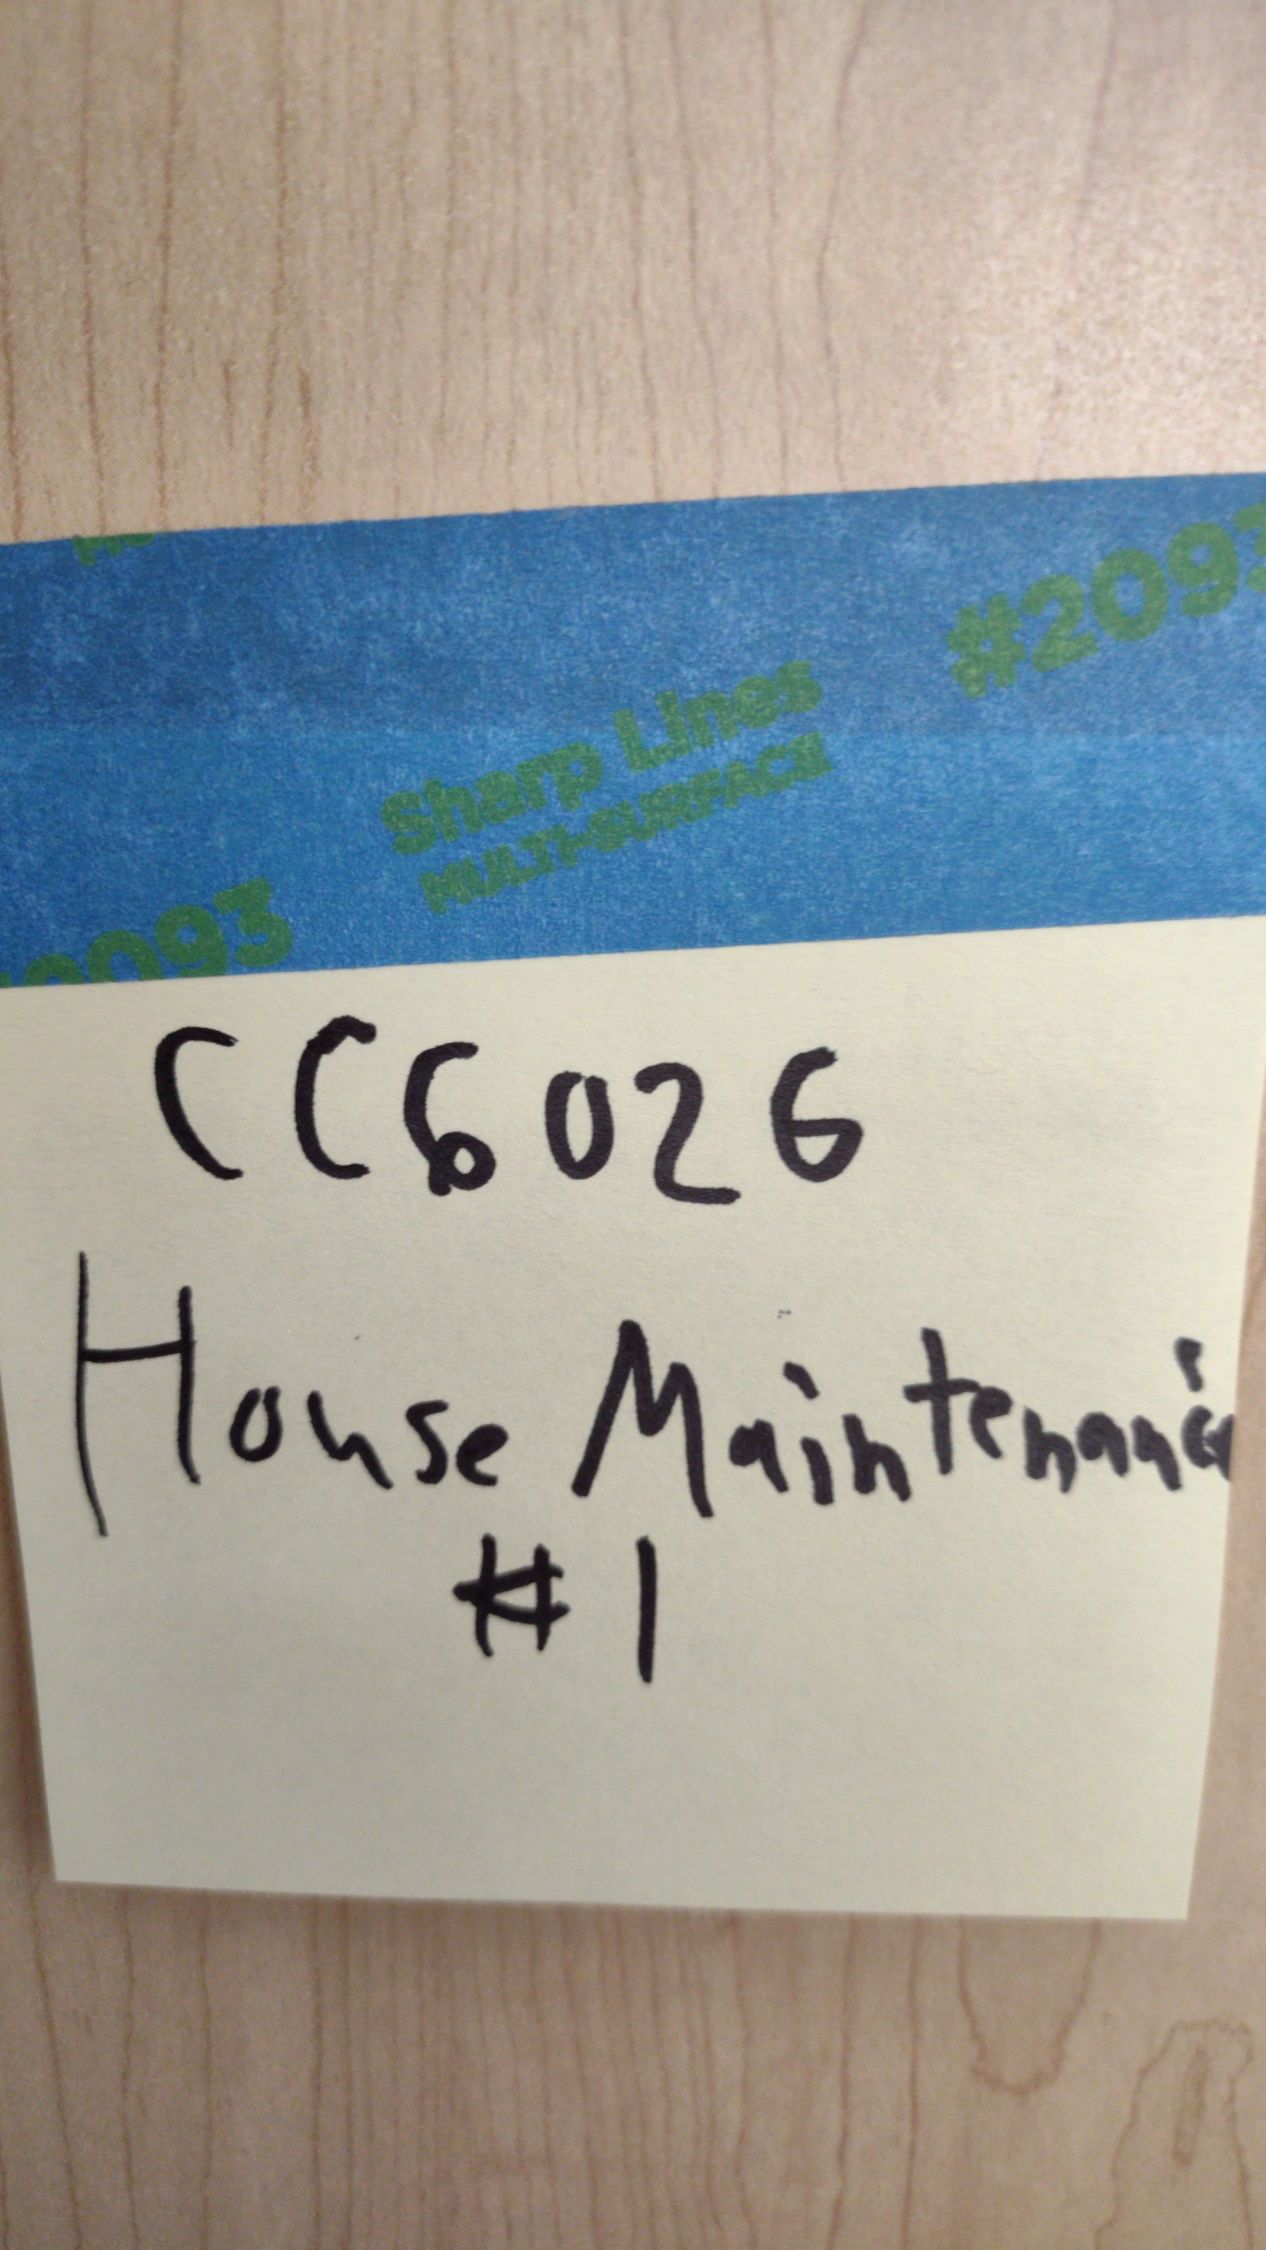 #2093
Sharp Lines
MULTI-SURFACE
2093
CC6026
House Maintenance
#1